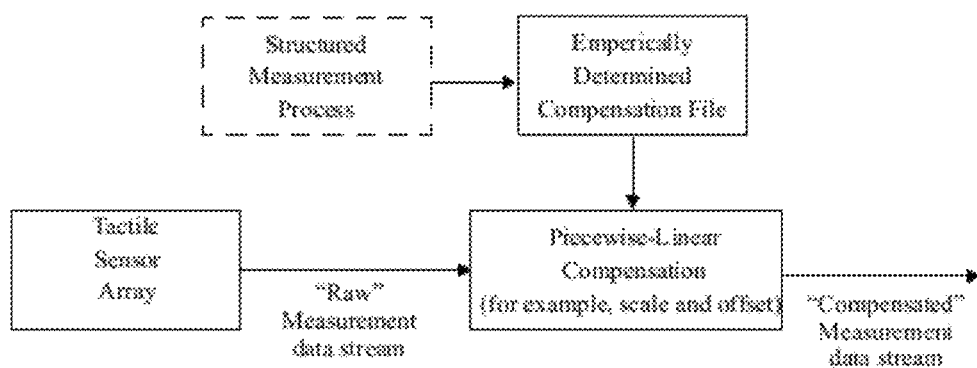 Structured
Measurement
Process
Emperically
Determined
Compensation File
Tactile
Sensor
Array
"Raw"
Measurement
data stream
Piecewise-Linear
Compensation
(for example, scale and offset)
"Compensated"
Measurement
data stream